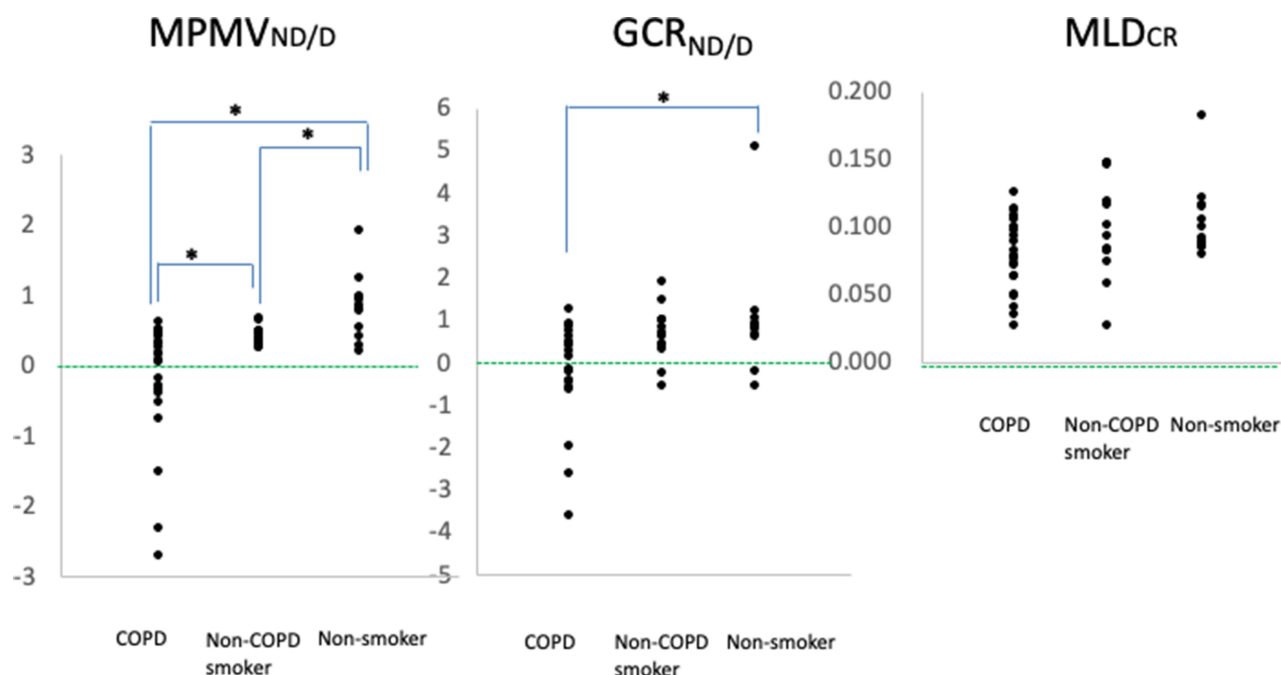 MPMVND/D
*
*
*
3
2
1
0
-1
-2
-3
COPD
Non-COPD
smoker
Non-smoker
GCRND/D
*
6
5
4
3
2
1
0
-1
-2
-3
-4
-5
COPD
Non-COPD
smoker
Non-smoker
MLDCR
0.200
0.150
0.100
0.050
0.000
COPD
Non-COPD
smoker
Non-smoker